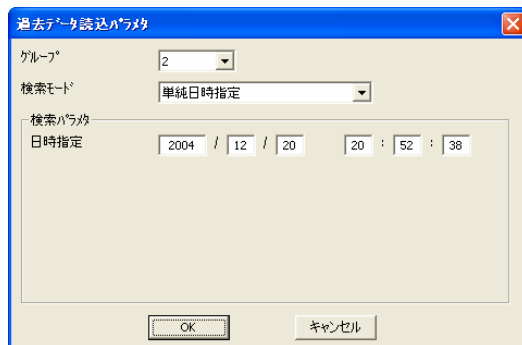 過去ﾃﾞｰﾀ読込ﾊﾟﾗﾒﾀ
ｸﾞﾙｰﾌﾟ 2
検索ﾓｰﾄﾞ 単純日時指定
検索ﾊﾟﾗﾒﾀ
日時指定 2004 / 12 / 20 20 : 52 : 38
OK キャンセル